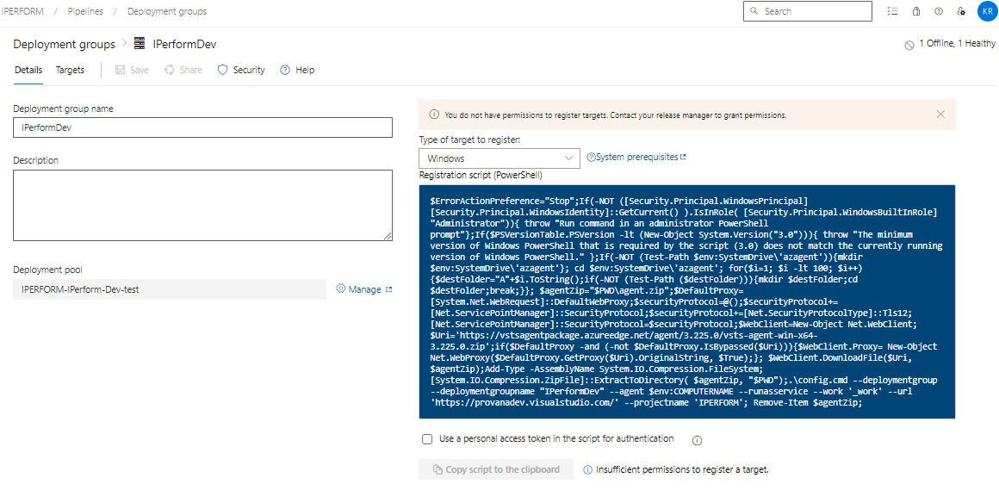 IPERFORM / Pipelines / Deployment groups
Search
KR
Deployment groups > IPerformDev
1 Offline, 1 Healthy
Details Targets Save Share Security Help
Deployment group name
IPerformDev
Description
Deployment pool
IPERFORM-IPerform-Dev-test
Manage
You do not have permissions to register targets. Contact your release manager to grant permissions.
Type of target to register:
Windows
System prerequisites
Registration script (PowerShell)
$ErrorActionPreference="Stop";If(-NOT ([Security.Principal.WindowsPrincipal]
[Security.Principal.WindowsIdentity]::GetCurrent() ).IsInRole( [Security.Principal.WindowsBuiltInRole]
"Administrator")){ throw "Run command in an administrator PowerShell
prompt"};If($PSVersionTable.PSVersion -lt (New-Object System.Version("3.0"))){ throw "The minimum
version of Windows PowerShell that is required by the script (3.0) does not match the currently running
version of Windows PowerShell." };If(-NOT (Test-Path $env:SystemDrive\'azagent')){mkdir
$env:SystemDrive\'azagent'}; cd $env:SystemDrive\'azagent'; for($i=1; $i -lt 100; $i++)
{$destFolder="A"+$i.ToString();if(-NOT (Test-Path ($destFolder))){mkdir $destFolder;cd
$destFolder;break;}}; $agentZip="$PWD\agent.zip";$DefaultProxy=
[System.Net.WebRequest]::DefaultWebProxy;$securityProtocol=@();$securityProtocol+=
[Net.ServicePointManager]::SecurityProtocol;$securityProtocol+=[Net.SecurityProtocolType]::Tls12;
[Net.ServicePointManager]::SecurityProtocol=$securityProtocol;$WebClient=New-Object Net.WebClient;
$Uri='https://vstsagentpackage.azureedge.net/agent/3.225.0/vsts-agent-win-x64-
3.225.0.zip';if($DefaultProxy -and (-not $DefaultProxy.IsBypassed($Uri))){$WebClient.Proxy= New-Object
Net.WebProxy($DefaultProxy.GetProxy($Uri).OriginalString, $True);}; $WebClient.DownloadFile($Uri,
$agentZip);Add-Type -AssemblyName System.IO.Compression.FileSystem;
[System.IO.Compression.ZipFile]::ExtractToDirectory( $agentZip, "$PWD");.\config.cmd --deploymentgroup
--deploymentgroupname "IPerformDev" --agent $env:COMPUTERNAME --runasservice --work '_work' --url
'https://provanadev.visualstudio.com/' --projectname 'IPERFORM'; Remove-Item $agentZip;
Use a personal access token in the script for authentication
Copy script to the clipboard
Insufficient permissions to register a target.